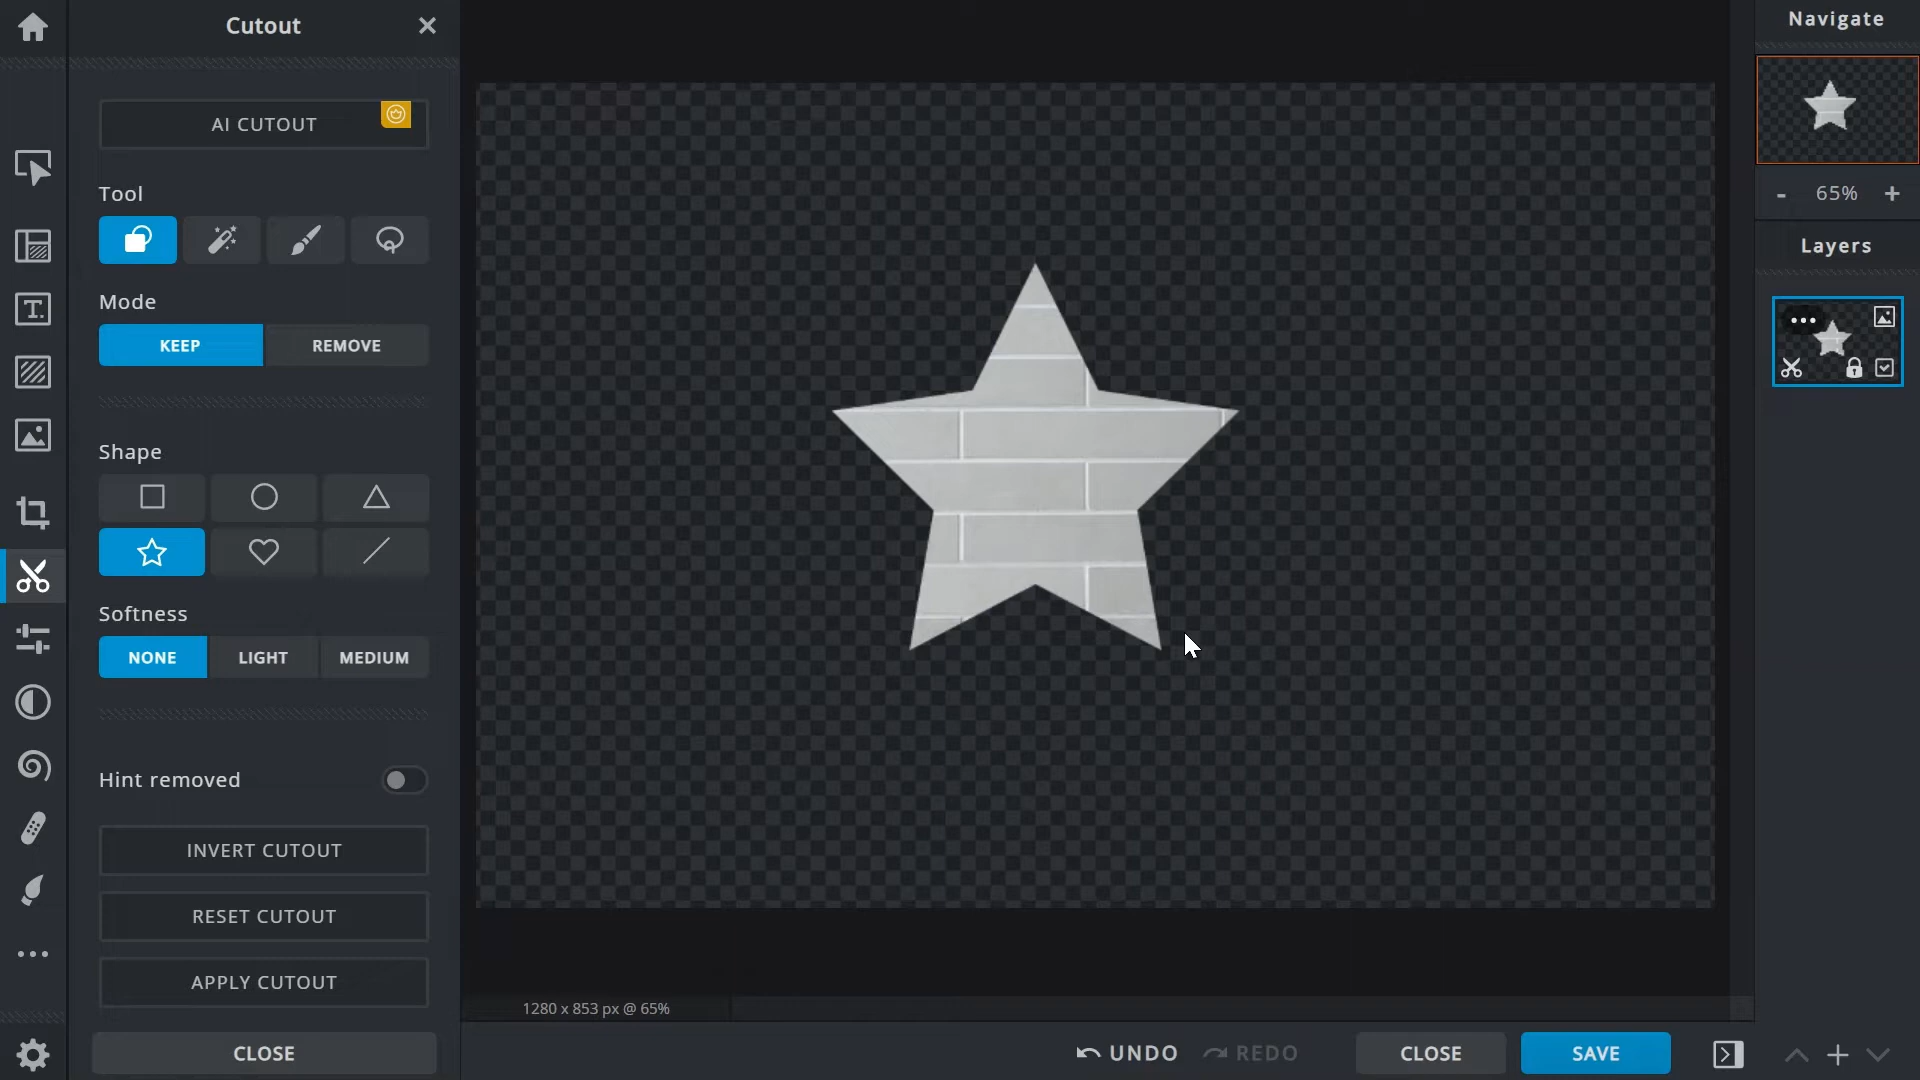 Cutout
AI CUTOUT
Tool
Mode
KEEP
REMOVE
Shape
Softness
NONE
LIGHT
MEDIUM
Hint removed
INVERT CUTOUT
RESET CUTOUT
APPLY CUTOUT
CLOSE
1280 x 853 px @ 65%
UNDO
REDO
CLOSE
SAVE
Navigate
- 65% +
Layers